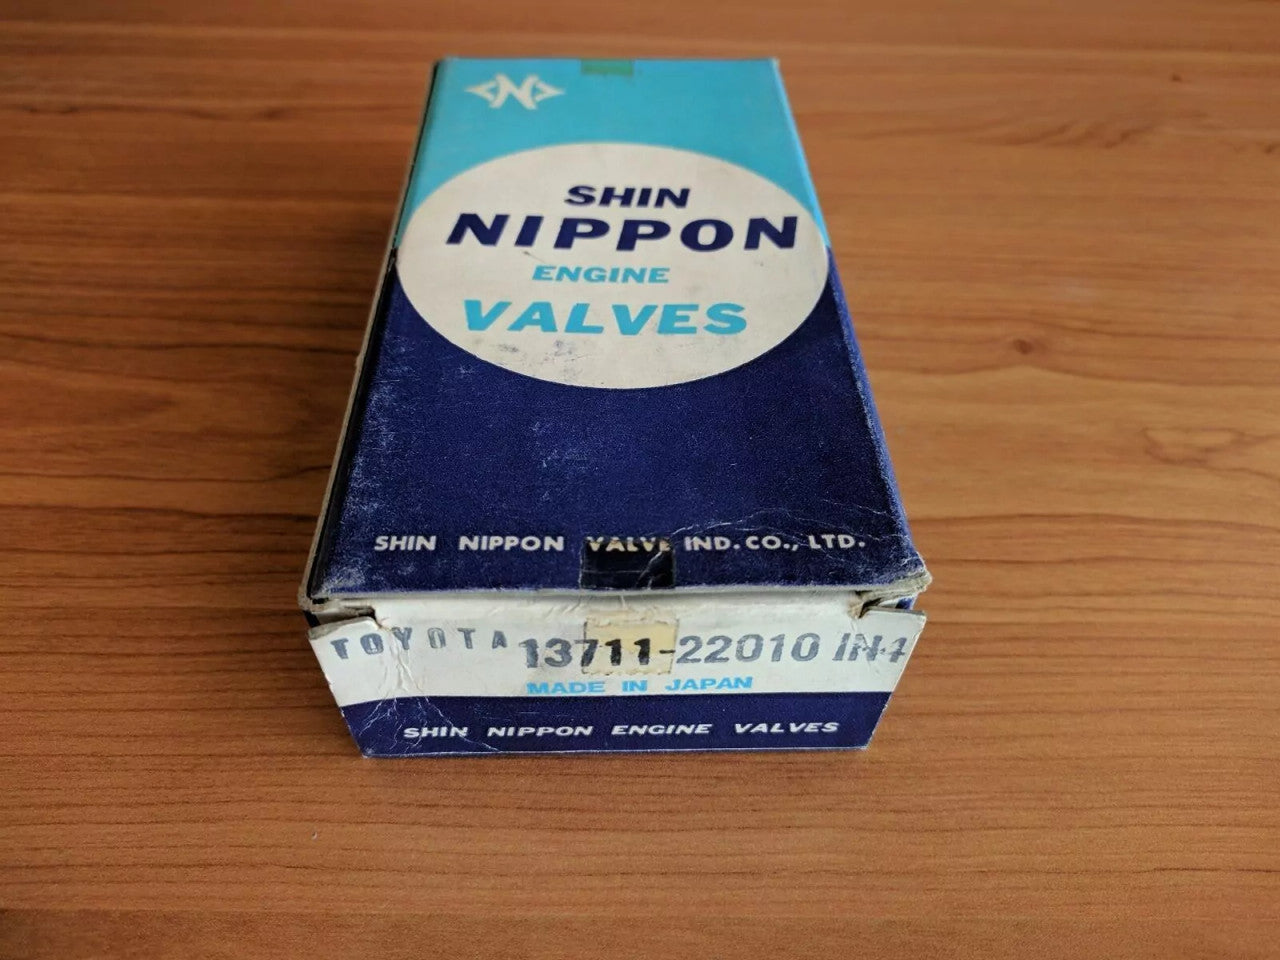 N
SHIN
NIPPON
ENGINE
VALVES
SHIN NIPPON VALVE IND. CO., LTD.
TOYOTA 13711-22010 IN-4
MADE IN JAPAN
SHIN NIPPON ENGINE VALVES